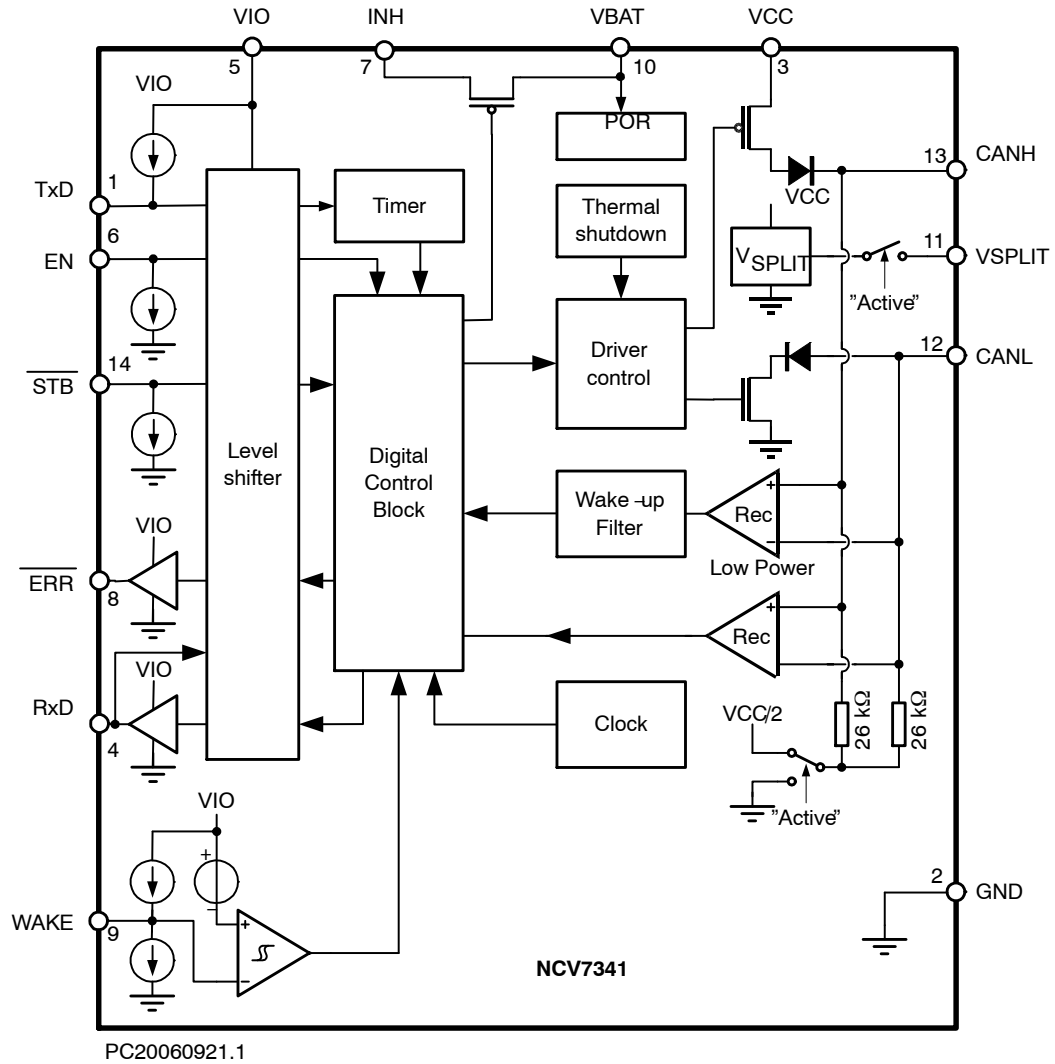 VIO
INH
VBAT
VCC
5
7
10
3
VIO
POR
13
CANH
1
TxD
Timer
Thermal
shutdown
VCC
6
EN
VSPLIT
11
VSPLIT
"Active"
14
STB
Driver
control
12
CANL
Level
shifter
Digital
Control
Block
Wake-up
Filter
+
Rec
−
Low Power
VIO
ERR
8
+
Rec
−
VIO
RxD
4
Clock
VCC/2
26 kΩ
26 kΩ
"Active"
VIO
+
−
WAKE
9
+
−
2
GND
NCV7341
PC20060921.1